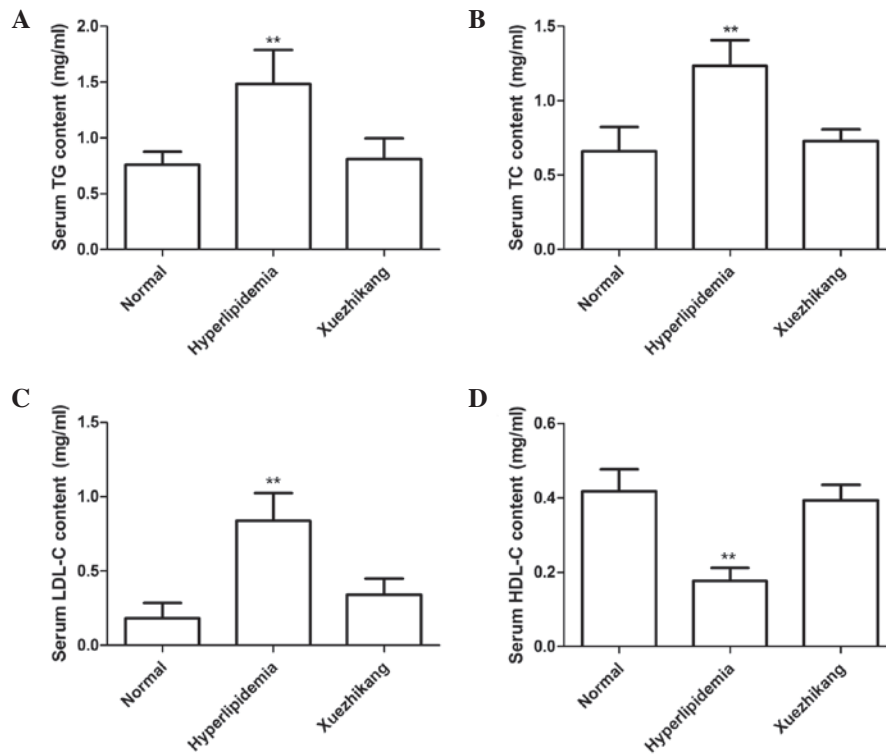 A
Serum TG content (mg/ml)
2.0
1.5
1.0
0.5
0.0
**
Normal
Hyperlipidemia
Xuezhikang
B
Serum TC content (mg/ml)
1.5
1.0
0.5
0.0
**
Normal
Hyperlipidemia
Xuezhikang
C
Serum LDL-C content (mg/ml)
1.5
1.0
0.5
0.0
**
Normal
Hyperlipidemia
Xuezhikang
D
Serum HDL-C content (mg/ml)
0.6
0.4
0.2
0.0
**
Normal
Hyperlipidemia
Xuezhikang